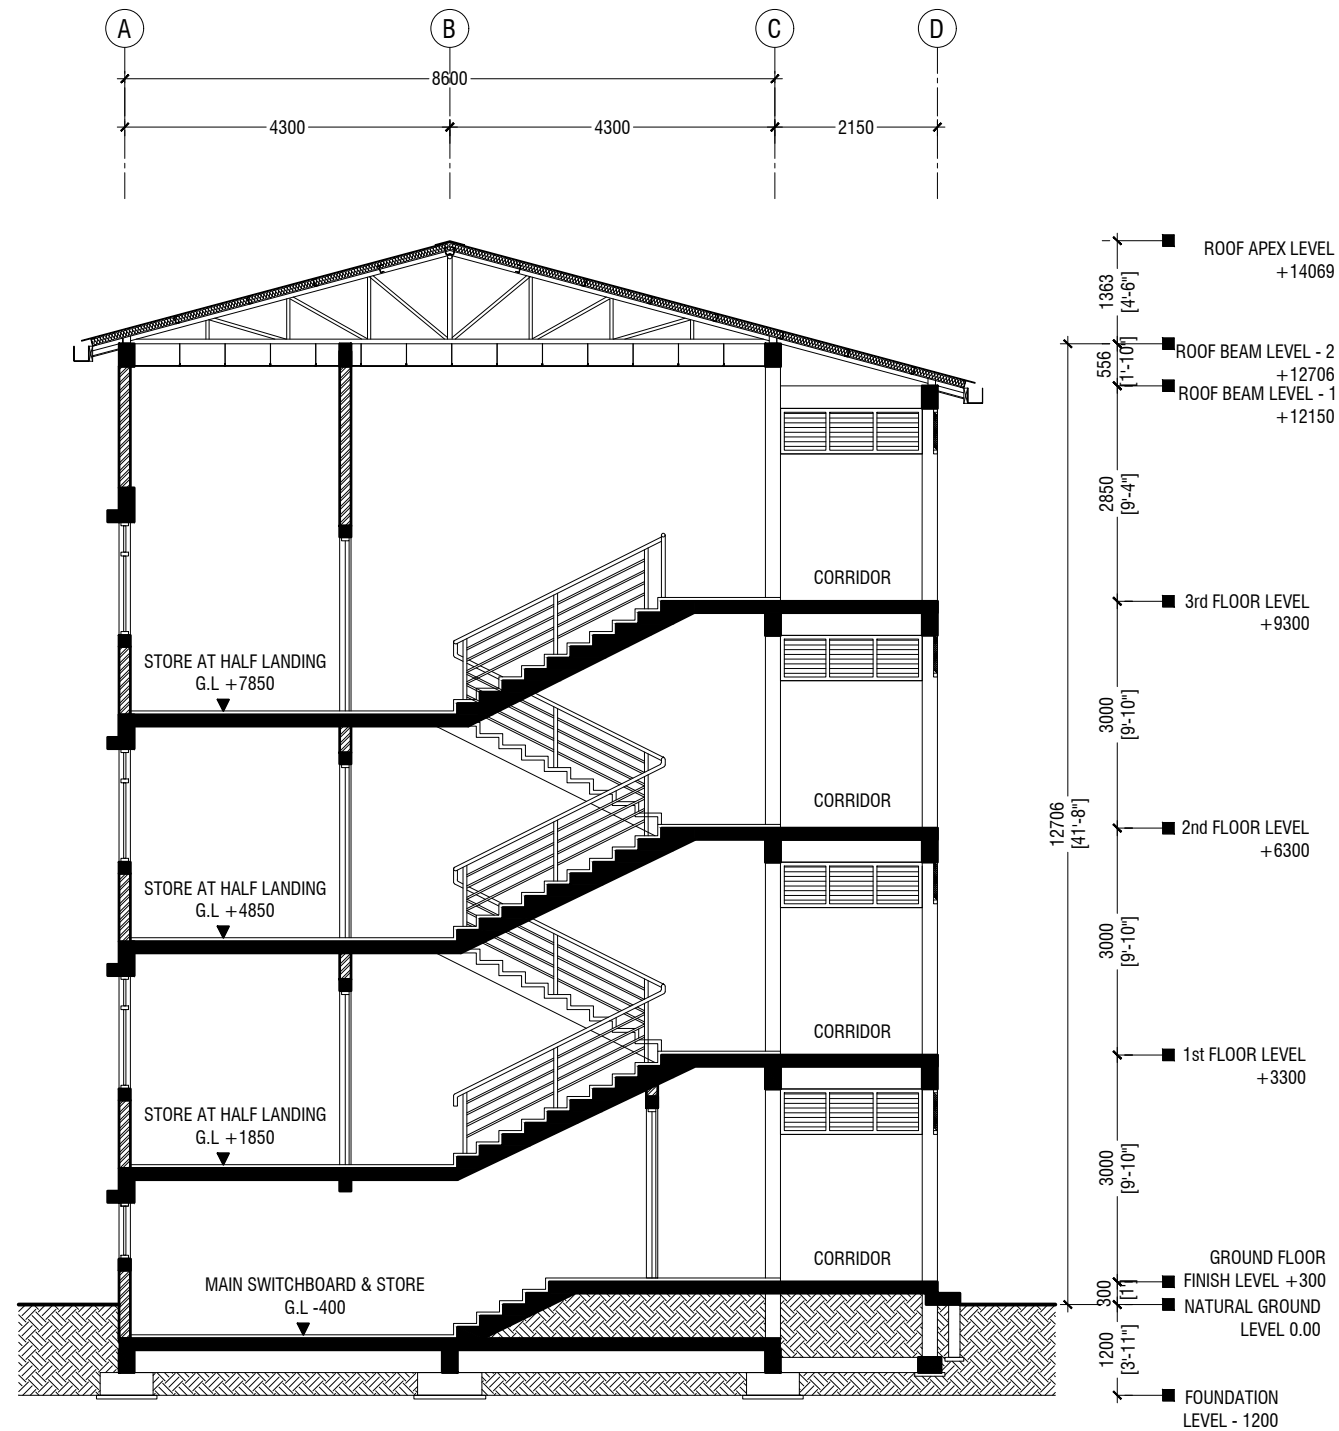 A B C D
8600
4300 4300 2150
ROOF APEX LEVEL
+14069
1363
[4'-6"]
ROOF BEAM LEVEL - 2
+12706
556
[1'-10"]
ROOF BEAM LEVEL - 1
+12150
2850
[9'-4"]
CORRIDOR
3rd FLOOR LEVEL
+9300
STORE AT HALF LANDING
G.L +7850
3000
[9'-10"]
CORRIDOR
2nd FLOOR LEVEL
+6300
12706
[41'-8"]
STORE AT HALF LANDING
G.L +4850
3000
[9'-10"]
CORRIDOR
1st FLOOR LEVEL
+3300
STORE AT HALF LANDING
G.L +1850
3000
[9'-10"]
CORRIDOR
GROUND FLOOR
FINISH LEVEL +300
300
[1']
MAIN SWITCHBOARD & STORE
G.L -400
NATURAL GROUND
LEVEL 0.00
1200
[3'-11"]
FOUNDATION
LEVEL - 1200